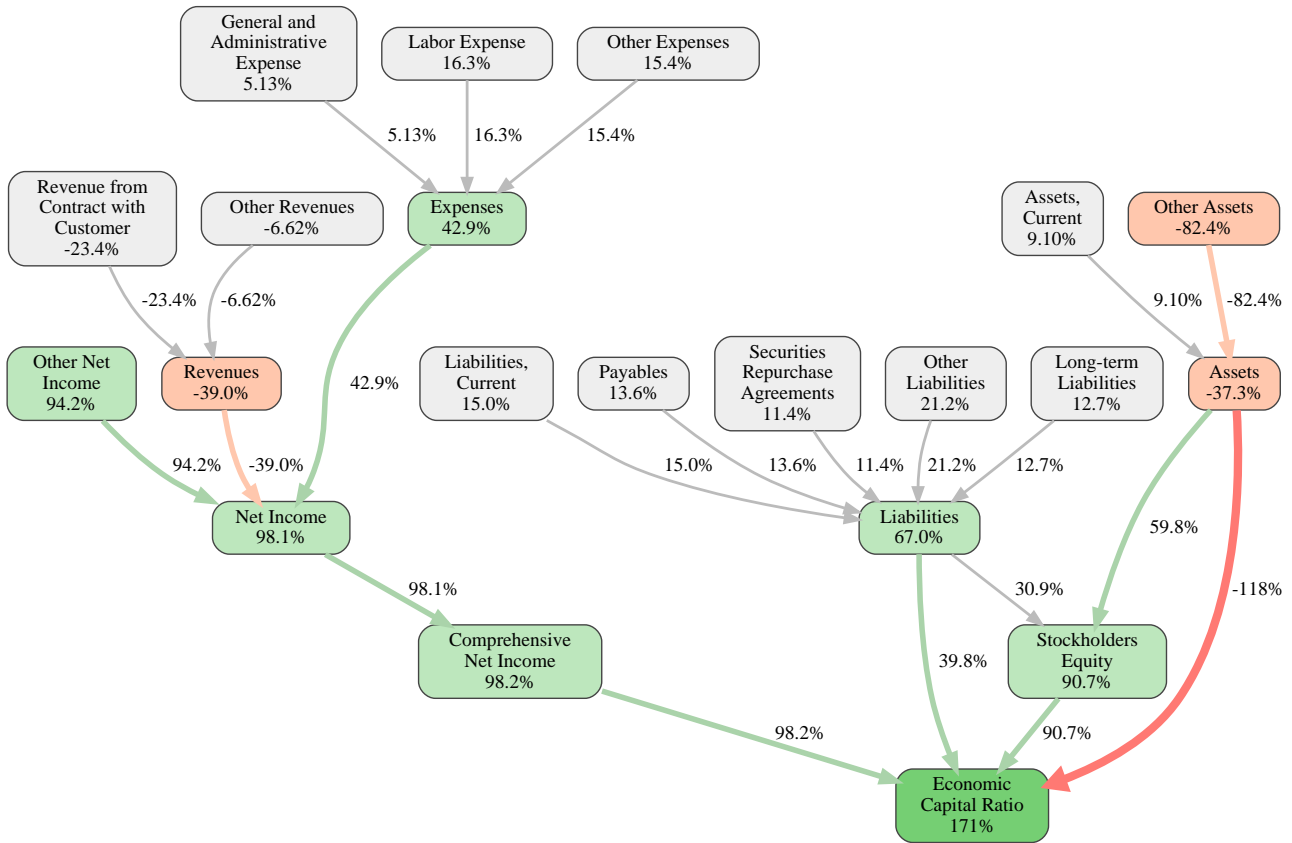 General and
Administrative
Expense
5.13%
Labor Expense
16.3%
Other Expenses
15.4%
5.13%
16.3%
15.4%
Revenue from
Contract with
Customer
-23.4%
Other Revenues
-6.62%
Expenses
42.9%
Assets,
Current
9.10%
Other Assets
-82.4%
-23.4%
-6.62%
9.10%
-82.4%
Other Net
Income
94.2%
Revenues
-39.0%
42.9%
Liabilities,
Current
15.0%
Payables
13.6%
Securities
Repurchase
Agreements
11.4%
Other
Liabilities
21.2%
Long-term
Liabilities
12.7%
Assets
-37.3%
94.2%
-39.0%
15.0%
13.6%
11.4%
21.2%
12.7%
Net Income
98.1%
Liabilities
67.0%
59.8%
98.1%
30.9%
-118%
Comprehensive
Net Income
98.2%
39.8%
Stockholders
Equity
90.7%
98.2%
90.7%
Economic
Capital Ratio
171%